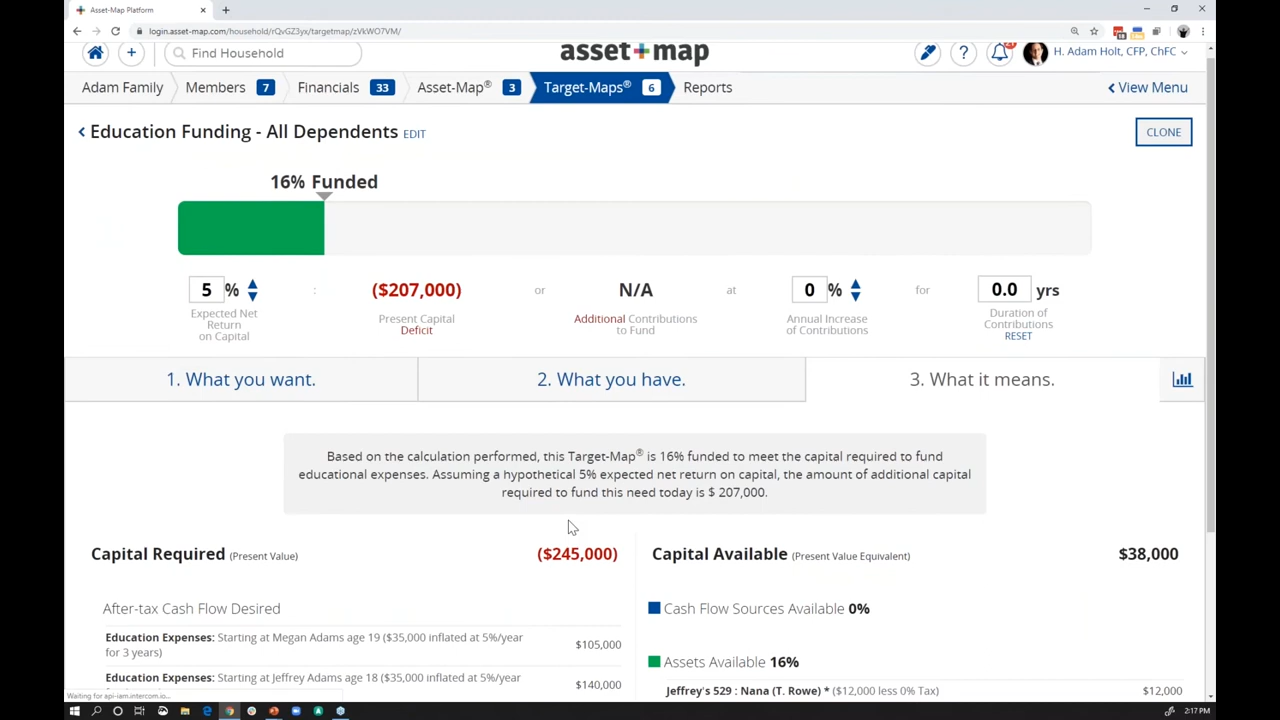 Asset-Map Platform
login.asset-map.com/household/rQvGZ3yx/targetmap/zVkWO7VM/
Find Household
asset+map
H. Adam Holt, CFP, ChFC
Adam Family
Members 7
Financials 33
Asset-Map® 3
Target-Maps® 6
Reports
View Menu
Education Funding - All Dependents EDIT
CLONE
16% Funded
5 % : ($207,000) or N/A at 0 % for 0.0 yrs
Expected Net
Return
on Capital
Present Capital
Deficit
Additional Contributions
to Fund
Annual Increase
of Contributions
Duration of
Contributions
RESET
1. What you want.
2. What you have.
3. What it means.
Based on the calculation performed, this Target-Map® is 16% funded to meet the capital required to fund
educational expenses. Assuming a hypothetical 5% expected net return on capital, the amount of additional capital
required to fund this need today is $ 207,000.
Capital Required (Present Value) ($245,000)
After-tax Cash Flow Desired
Education Expenses: Starting at Megan Adams age 19 ($35,000 inflated at 5%/year
for 3 years) $105,000
Education Expenses: Starting at Jeffrey Adams age 18 ($35,000 inflated at 5%/year
$140,000
Capital Available (Present Value Equivalent) $38,000
Cash Flow Sources Available 0%
Assets Available 16%
Jeffrey's 529 : Nana (T. Rowe) * ($12,000 less 0% Tax) $12,000
Waiting for api-iam.intercom.io...
2:17 PM